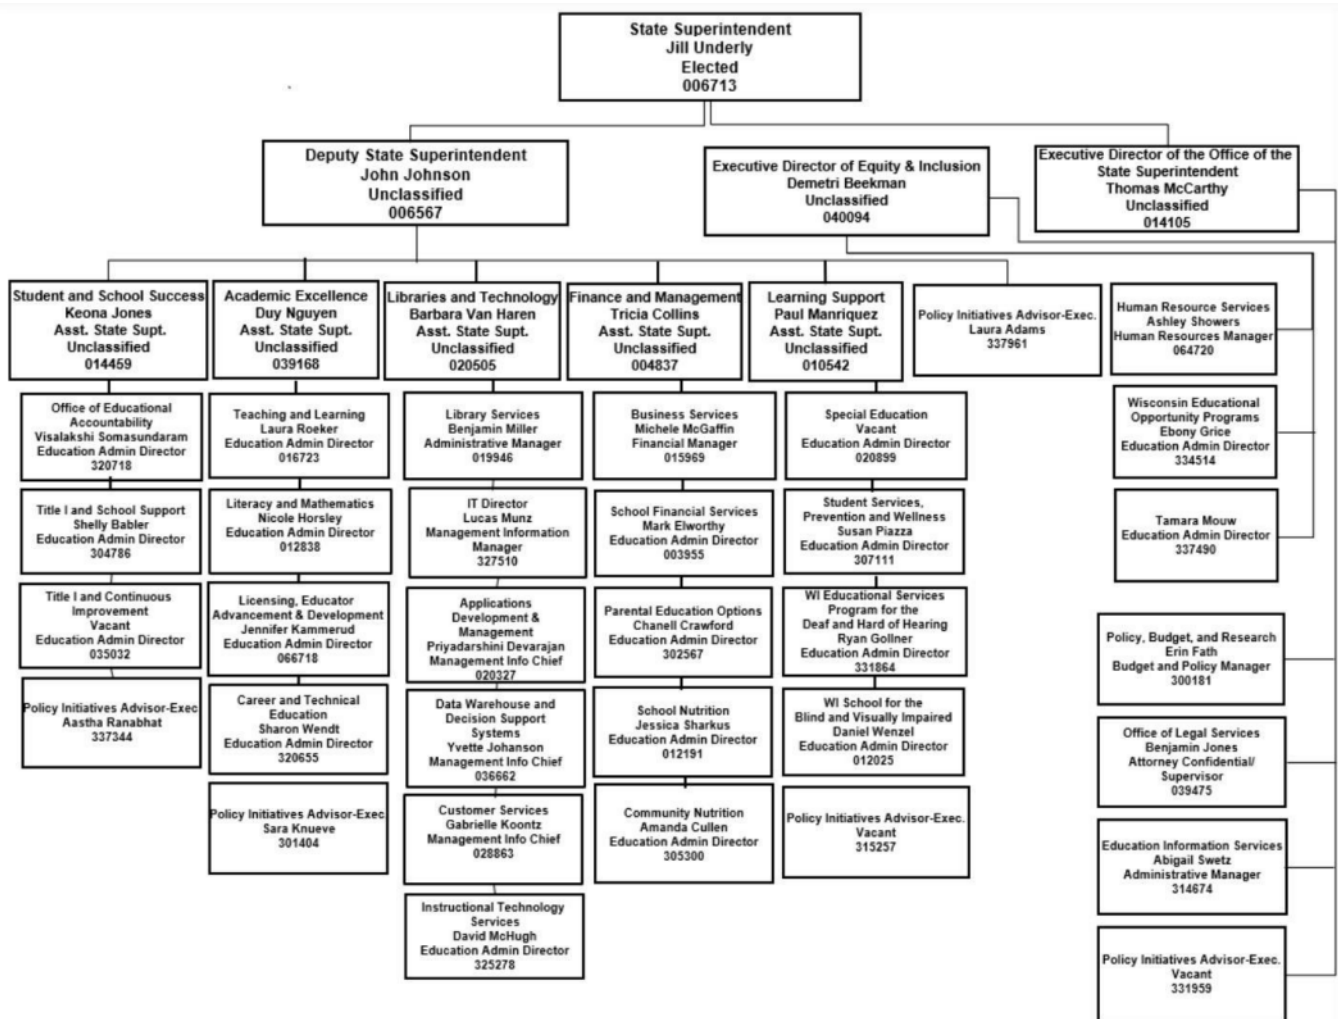 State Superintendent
Jill Underly
Elected
006713
Deputy State Superintendent
John Johnson
Unclassified
006567
Executive Director of Equity & Inclusion
Demetri Beekman
Unclassified
040094
Executive Director of the Office of the
State Superintendent
Thomas McCarthy
Unclassified
014105
Student and School Success
Keona Jones
Asst. State Supt.
Unclassified
014459
Academic Excellence
Duy Nguyen
Asst. State Supt.
Unclassified
039168
Libraries and Technology
Barbara Van Haren
Asst. State Supt.
Unclassified
020505
Finance and Management
Tricia Collins
Asst. State Supt.
Unclassified
004837
Learning Support
Paul Manriquez
Asst. State Supt.
Unclassified
010542
Policy Initiatives Advisor-Exec.
Laura Adams
337961
Human Resource Services
Ashley Showers
Human Resources Manager
064720
Office of Educational
Accountability
Visalakshi Somasundaram
Education Admin Director
320718
Teaching and Learning
Laura Roeker
Education Admin Director
016723
Library Services
Benjamin Miller
Administrative Manager
019946
Business Services
Michele McGaffin
Financial Manager
015969
Special Education
Vacant
Education Admin Director
020899
Wisconsin Educational
Opportunity Programs
Ebony Grice
Education Admin Director
334514
Title I and School Support
Shelly Babler
Education Admin Director
304786
Literacy and Mathematics
Nicole Horsley
Education Admin Director
012838
IT Director
Lucas Munz
Management Information
Manager
327510
School Financial Services
Mark Elworthy
Education Admin Director
003955
Student Services,
Prevention and Wellness
Susan Piazza
Education Admin Director
307111
Tamara Mouw
Education Admin Director
337490
Title I and Continuous
Improvement
Vacant
Education Admin Director
035032
Licensing, Educator
Advancement & Development
Jennifer Kammerud
Education Admin Director
066718
Applications
Development &
Management
Priyadarshini Devarajan
Management Info Chief
020327
Parental Education Options
Chanell Crawford
Education Admin Director
302567
WI Educational Services
Program for the
Deaf and Hard of Hearing
Ryan Gollner
Education Admin Director
331864
Policy, Budget, and Research
Erin Fath
Budget and Policy Manager
300181
Policy Initiatives Advisor-Exec
Aastha Ranabhat
337344
Career and Technical
Education
Sharon Wendt
Education Admin Director
320655
Data Warehouse and
Decision Support
Systems
Yvette Johanson
Management Info Chief
036662
School Nutrition
Jessica Sharkus
Education Admin Director
012191
WI School for the
Blind and Visually Impaired
Daniel Wenzel
Education Admin Director
012025
Office of Legal Services
Benjamin Jones
Attorney Confidential/
Supervisor
039475
Policy Initiatives Advisor-Exec
Sara Knueve
301404
Customer Services
Gabrielle Koontz
Management Info Chief
028863
Community Nutrition
Amanda Cullen
Education Admin Director
305300
Policy Initiatives Advisor-Exec.
Vacant
315257
Education Information Services
Abigail Swetz
Administrative Manager
314674
Instructional Technology
Services
David McHugh
Education Admin Director
325278
Policy Initiatives Advisor-Exec.
Vacant
331959